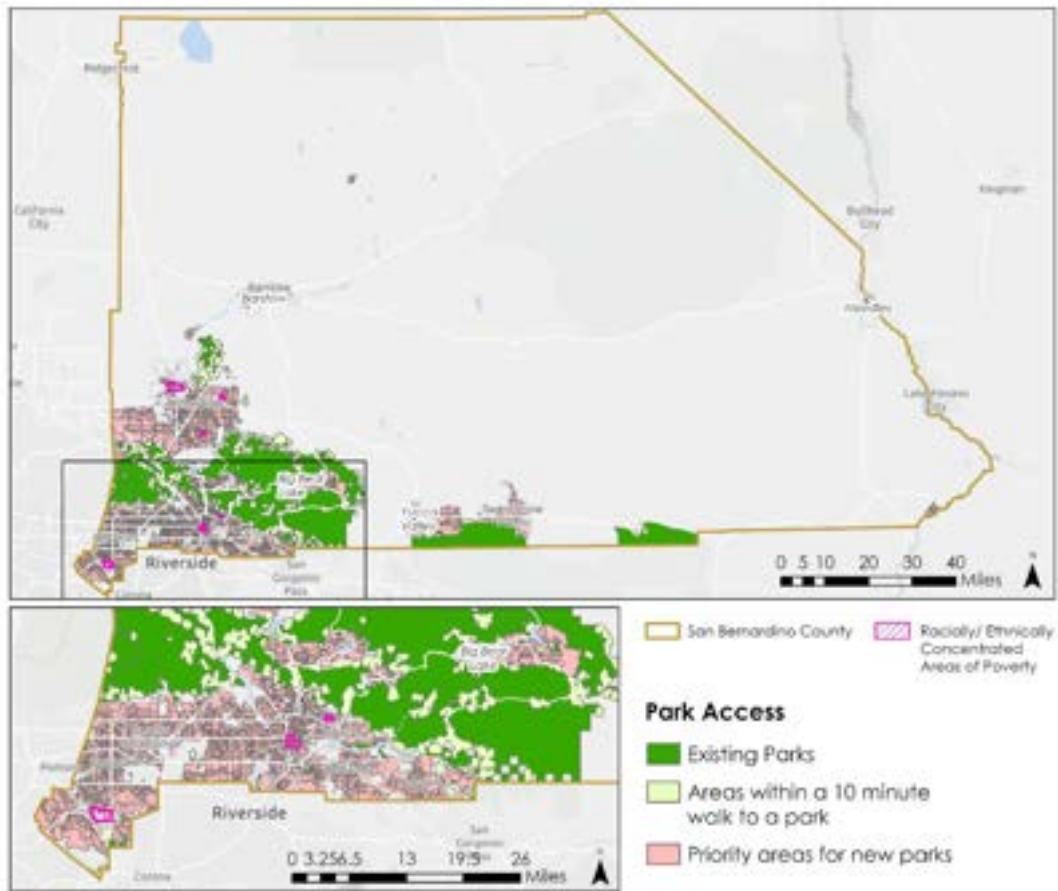 Ridgecrest
California
City
Kingman
Bullhead
City
Barstow
Needles
Lake Havasu
City
Big Bear
Lake
Yucca
Valley
Riverside
San
Gorgonio
Pass
Corona
0 5 10 20 30 40
Miles
N
Big Bear
Lake
Riverside
San
Gorgonio
Corona
0 3.25 6.5 13 19.5 26
Miles
N
San Bernardino County
Racially/ Ethnically
Concentrated
Areas of Poverty
Park Access
Existing Parks
Areas within a 10 minute
walk to a park
Priority areas for new parks